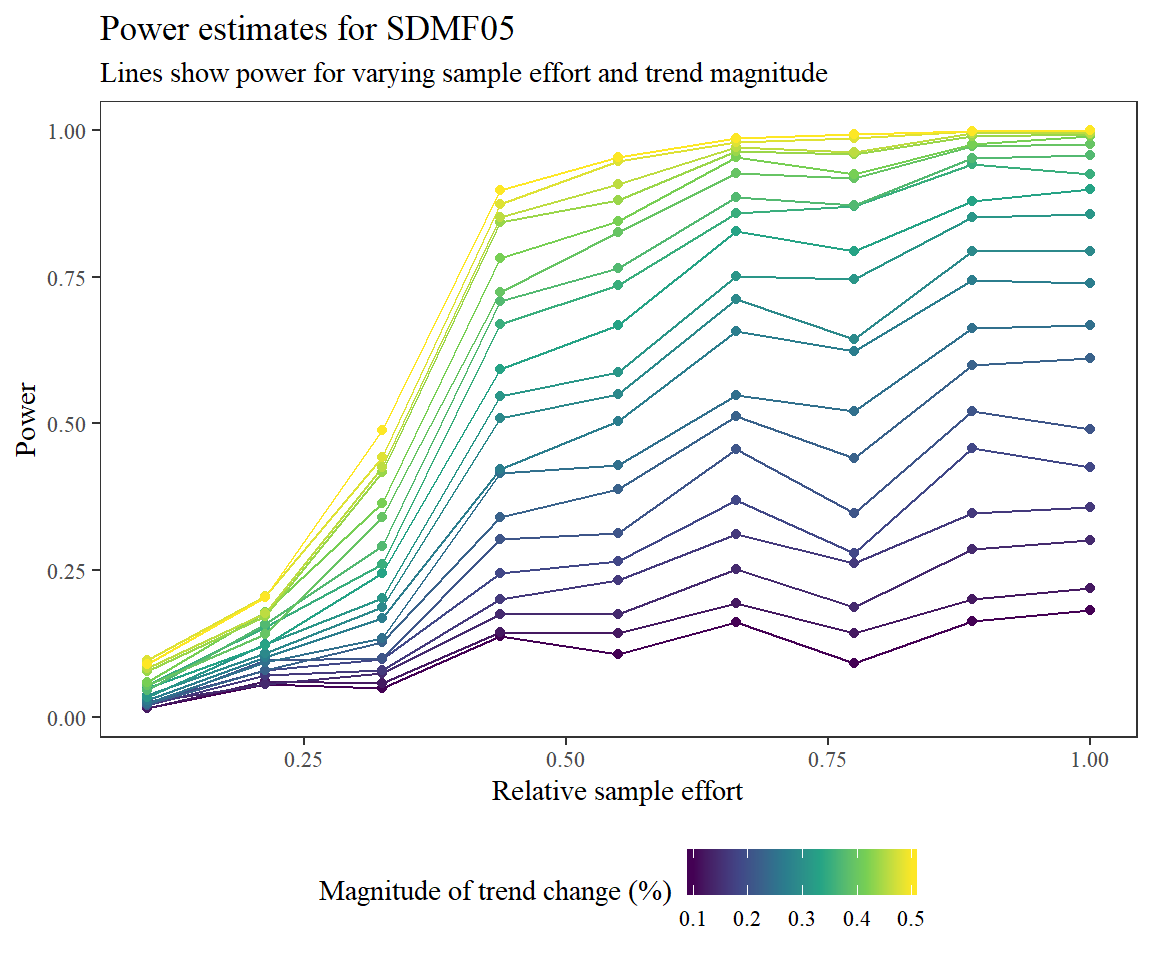 Power estimates for SDMF05
Lines show power for varying sample effort and trend magnitude
1.00
0.75
0.50
0.25
0.00
Power
0.25 0.50 0.75 1.00
Relative sample effort
Magnitude of trend change (%)
0.1 0.2 0.3 0.4 0.5